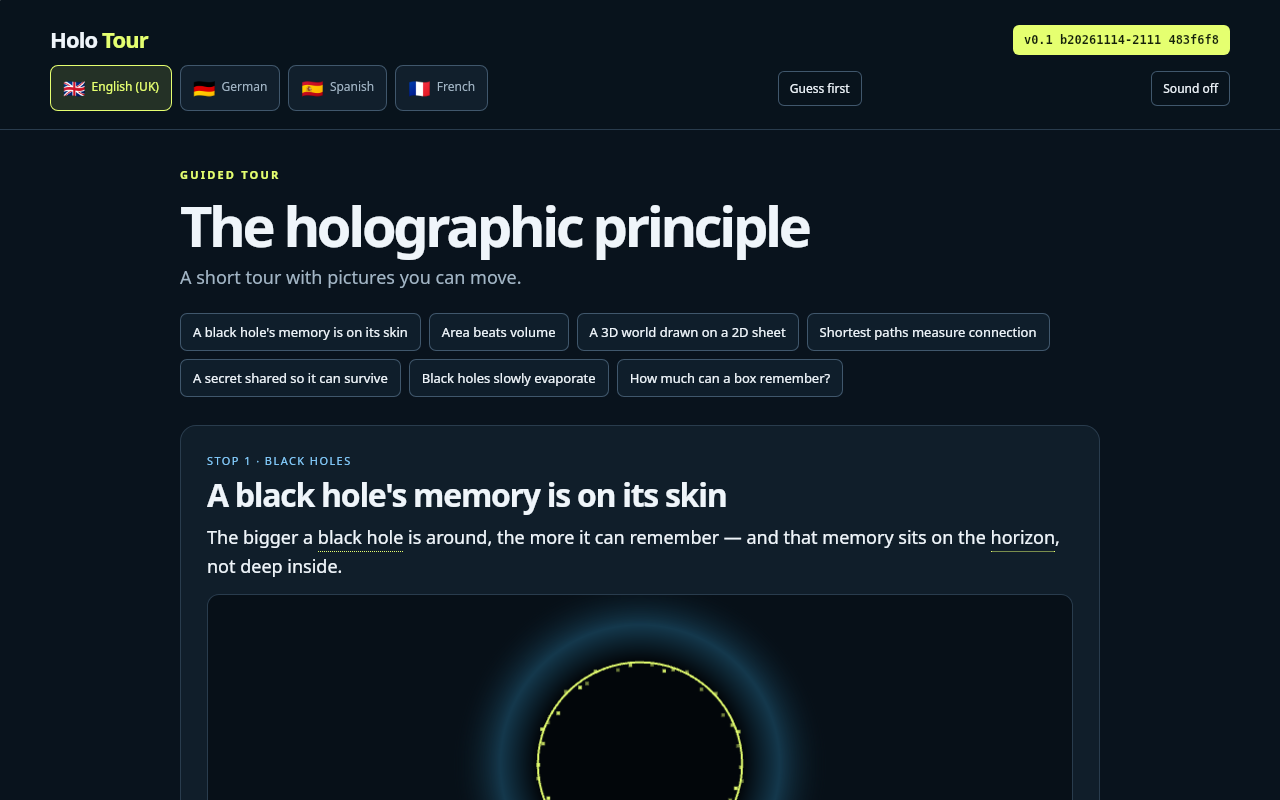 Holo Tour
v0.1 b20261114-2111 483f6f8
English (UK)
German
Spanish
French
Guess first
Sound off
GUIDED TOUR
The holographic principle
A short tour with pictures you can move.
A black hole's memory is on its skin
Area beats volume
A 3D world drawn on a 2D sheet
Shortest paths measure connection
A secret shared so it can survive
Black holes slowly evaporate
How much can a box remember?
STOP 1 · BLACK HOLES
A black hole's memory is on its skin
The bigger a black hole is around, the more it can remember — and that memory sits on the horizon,
not deep inside.